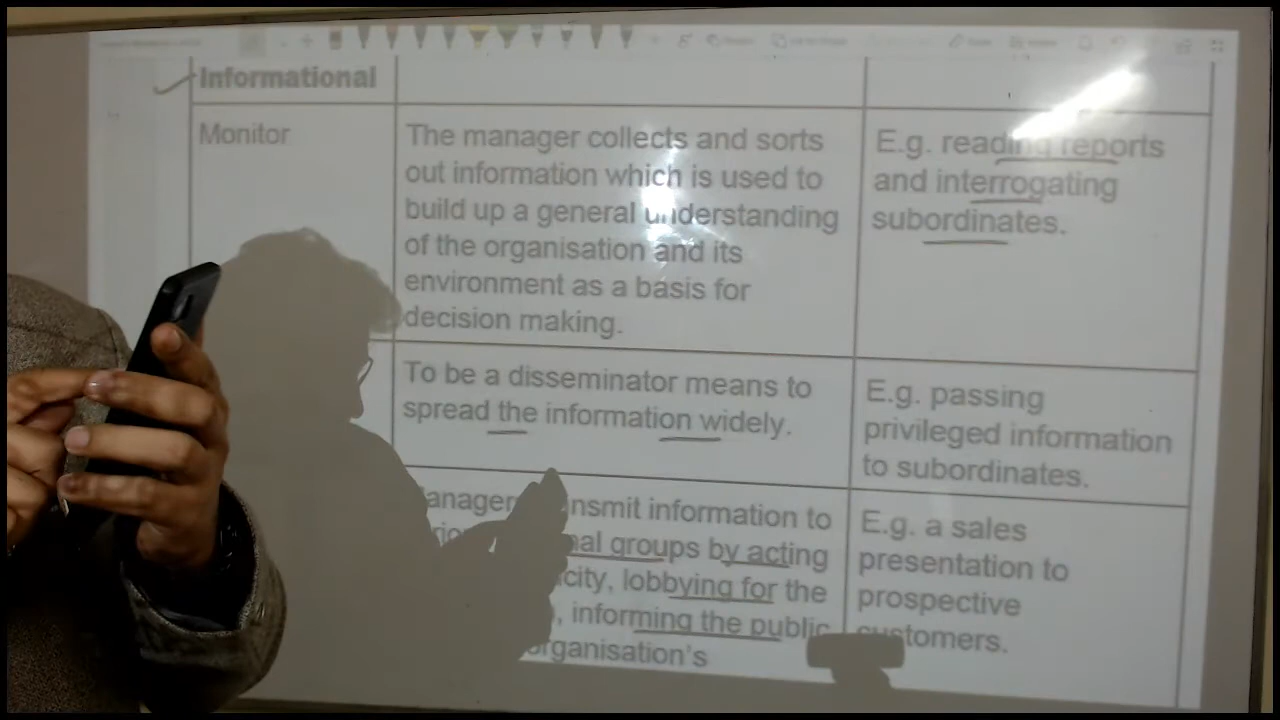 Informational
Monitor
The manager collects and sorts
out information which is used to
build up a general understanding
of the organisation and its
environment as a basis for
decision making.
E.g. reading reports
and interrogating
subordinates.
To be a disseminator means to
spread the information widely.
E.g. passing
privileged information
to subordinates.
information to
groups by acting
lobbying for the
informing the public
organisation's
E.g. a sales
presentation to
prospective
customers.